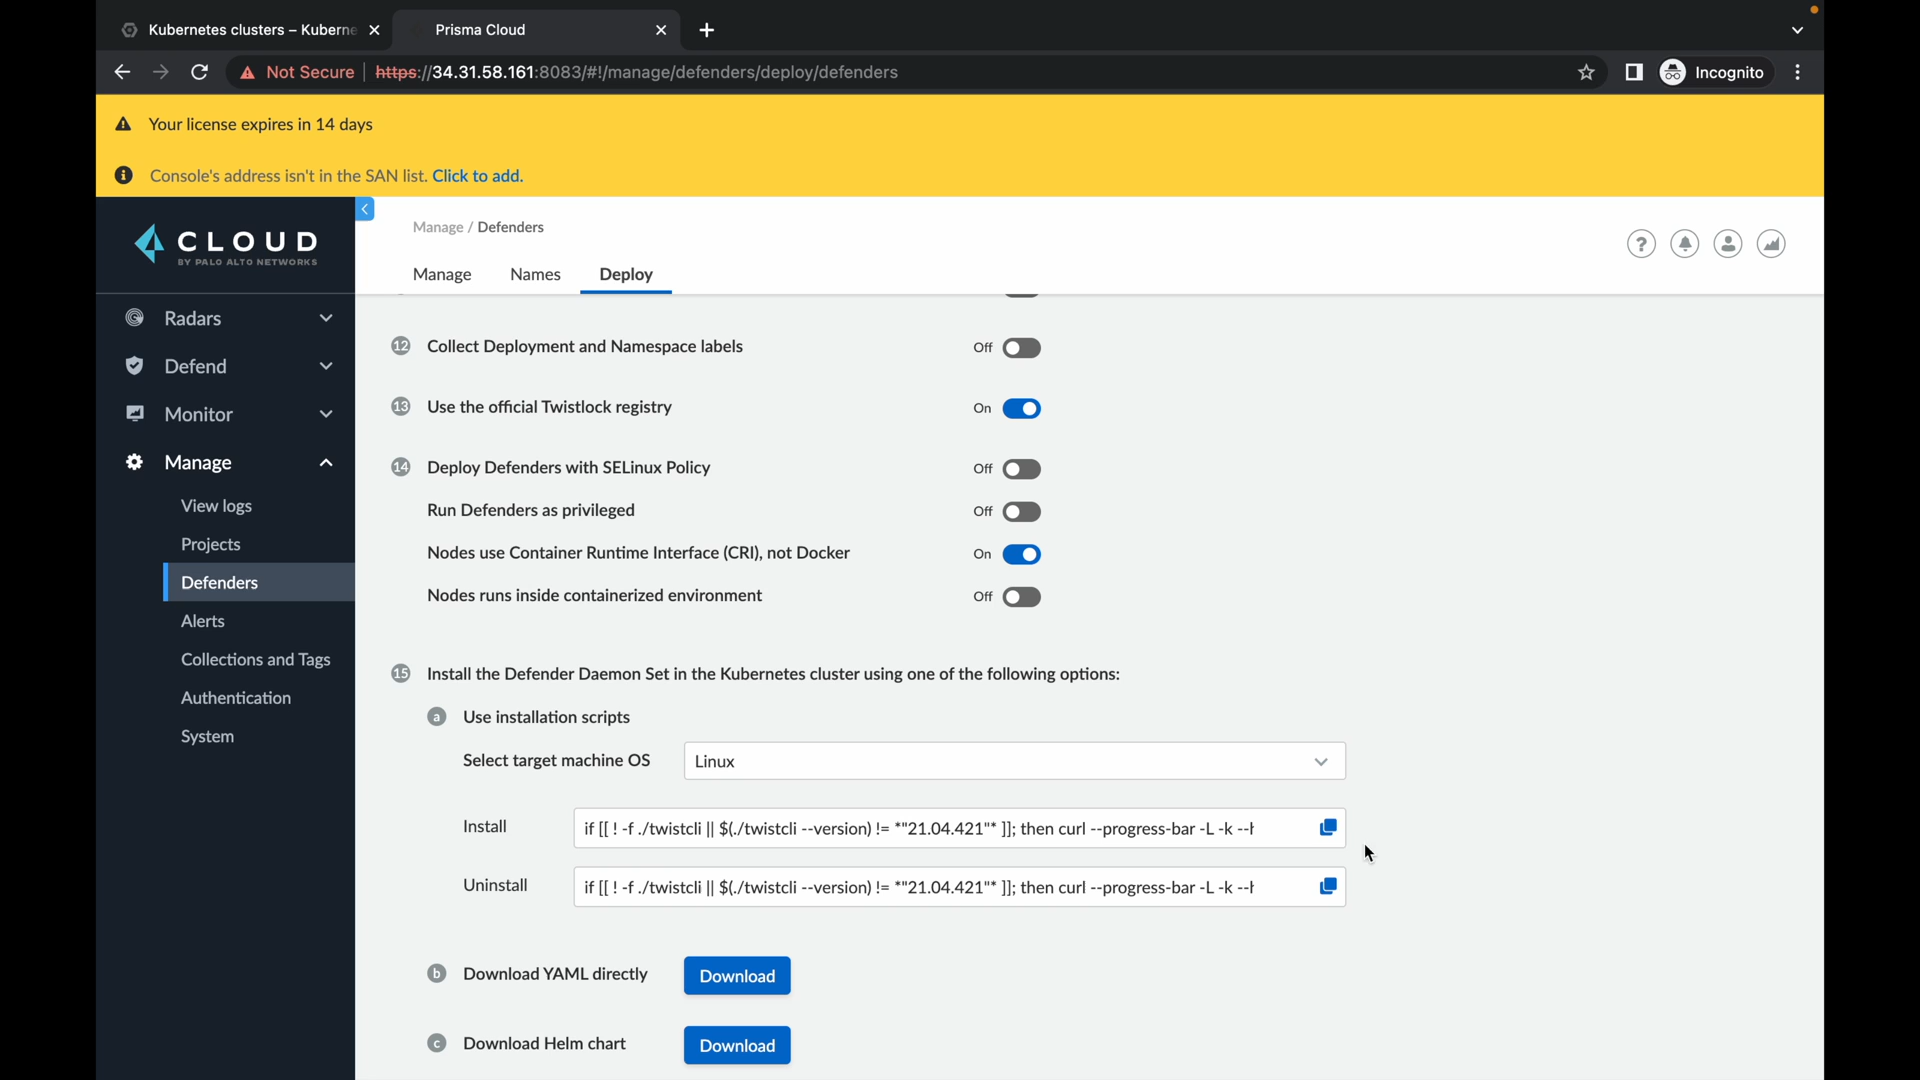 Kubernetes clusters – Kuberne
Prisma Cloud
Not Secure
https://34.31.58.161:8083/#!/manage/defenders/deploy/defenders
Incognito
Your license expires in 14 days
Console's address isn't in the SAN list. Click to add.
CLOUD
BY PALO ALTO NETWORKS
Manage / Defenders
Manage
Names
Deploy
?
Radars
Defend
Monitor
Manage
View logs
Projects
Defenders
Alerts
Collections and Tags
Authentication
System
12 Collect Deployment and Namespace labels Off
13 Use the official Twistlock registry On
14 Deploy Defenders with SELinux Policy Off
Run Defenders as privileged Off
Nodes use Container Runtime Interface (CRI), not Docker On
Nodes runs inside containerized environment Off
15 Install the Defender Daemon Set in the Kubernetes cluster using one of the following options:
a Use installation scripts
Select target machine OS Linux
Install if [[ ! -f ./twistcli || $(./twistcli --version) != *"21.04.421"* ]]; then curl --progress-bar -L -k --h
Uninstall if [[ ! -f ./twistcli || $(./twistcli --version) != *"21.04.421"* ]]; then curl --progress-bar -L -k --h
b Download YAML directly Download
c Download Helm chart Download